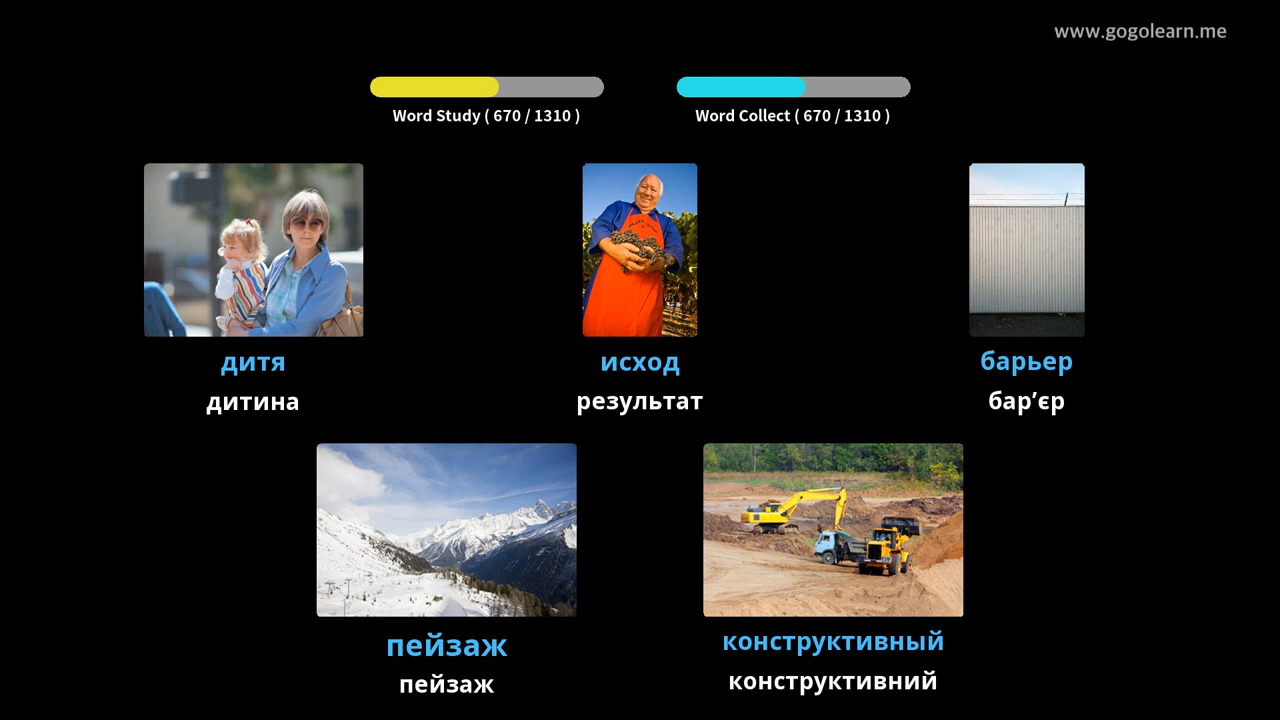 www.gogolearn.me
Word Study ( 670 / 1310 )
Word Collect ( 670 / 1310 )
дитя
дитина
исход
результат
барьер
бар’єр
пейзаж
пейзаж
конструктивный
конструктивний